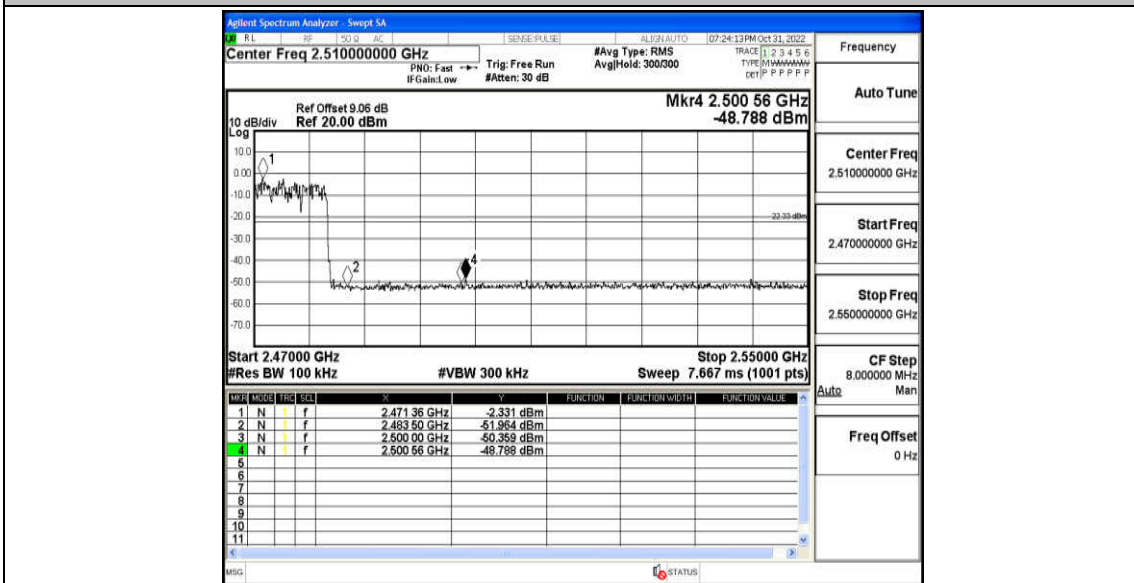 Agilent Spectrum Analyzer - Swept SA
RL RF 50 Ω AC SENSE:PULSE ALIGNAUTO 07:24:13PM Oct 31, 2022
Center Freq 2.510000000 GHz
PNO: Fast
IFGain:Low
Trig: Free Run
#Atten: 30 dB
#Avg Type: RMS
Avg|Hold: 300/300
TRACE 1 2 3 4 5 6
TYPE MWWWWW
DET P P P P P P
Ref Offset 9.06 dB
10 dB/div Ref 20.00 dBm
Log
Mkr4 2.500 56 GHz
-48.788 dBm
10.0
0.00
-10.0
-20.0
-30.0
-40.0
-50.0
-60.0
-70.0
1
2
4
22.33 dBm
Start 2.47000 GHz Stop 2.55000 GHz
#Res BW 100 kHz #VBW 300 kHz Sweep 7.667 ms (1001 pts)
MKR MODE TRC SCL X Y FUNCTION FUNCTION WIDTH FUNCTION VALUE
1 N 1 f 2.471 36 GHz -2.331 dBm
2 N 1 f 2.483 50 GHz -51.964 dBm
3 N 1 f 2.500 00 GHz -50.359 dBm
4 N 1 f 2.500 56 GHz -48.788 dBm
5
6
7
8
9
10
11
MSG STATUS
Frequency
Auto Tune
Center Freq
2.510000000 GHz
Start Freq
2.470000000 GHz
Stop Freq
2.550000000 GHz
CF Step
8.000000 MHz
Auto Man
Freq Offset
0 Hz